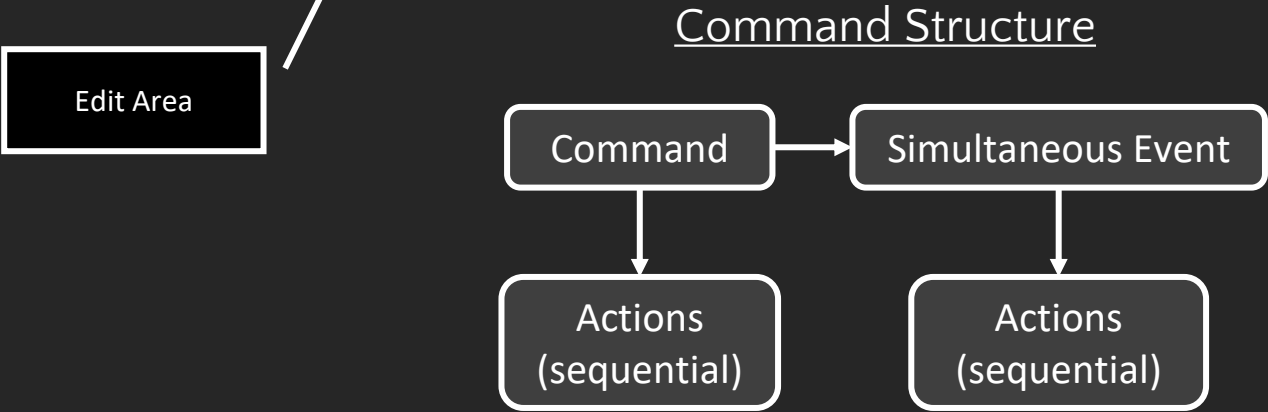 Command Structure
Edit Area
Command
Simultaneous Event
Actions
(sequential)
Actions
(sequential)